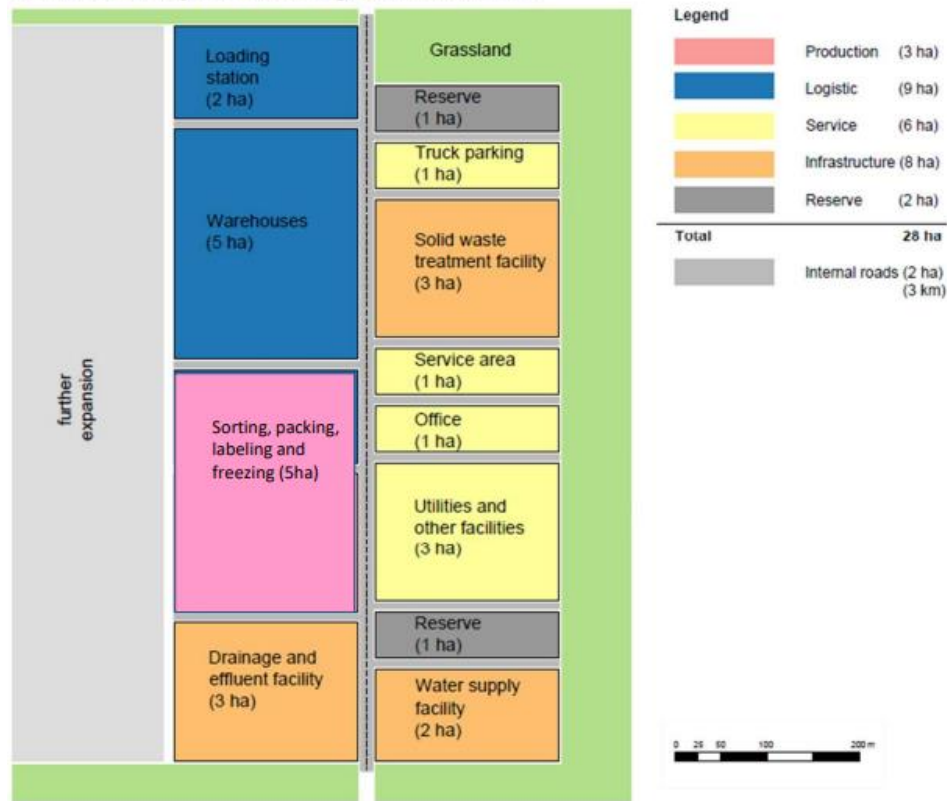 Loading
station
(2 ha)
Warehouses
(5 ha)
further
expansion
Sorting, packing,
labeling and
freezing (5ha)
Drainage and
effluent facility
(3 ha)
Grassland
Reserve
(1 ha)
Truck parking
(1 ha)
Solid waste
treatment facility
(3 ha)
Service area
(1 ha)
Office
(1 ha)
Utilities and
other facilities
(3 ha)
Reserve
(1 ha)
Water supply
facility
(2 ha)
Legend
Production (3 ha)
Logistic (9 ha)
Service (6 ha)
Infrastructure (8 ha)
Reserve (2 ha)
Total 28 ha
Internal roads (2 ha)
(3 km)
0 25 50 100 200 m